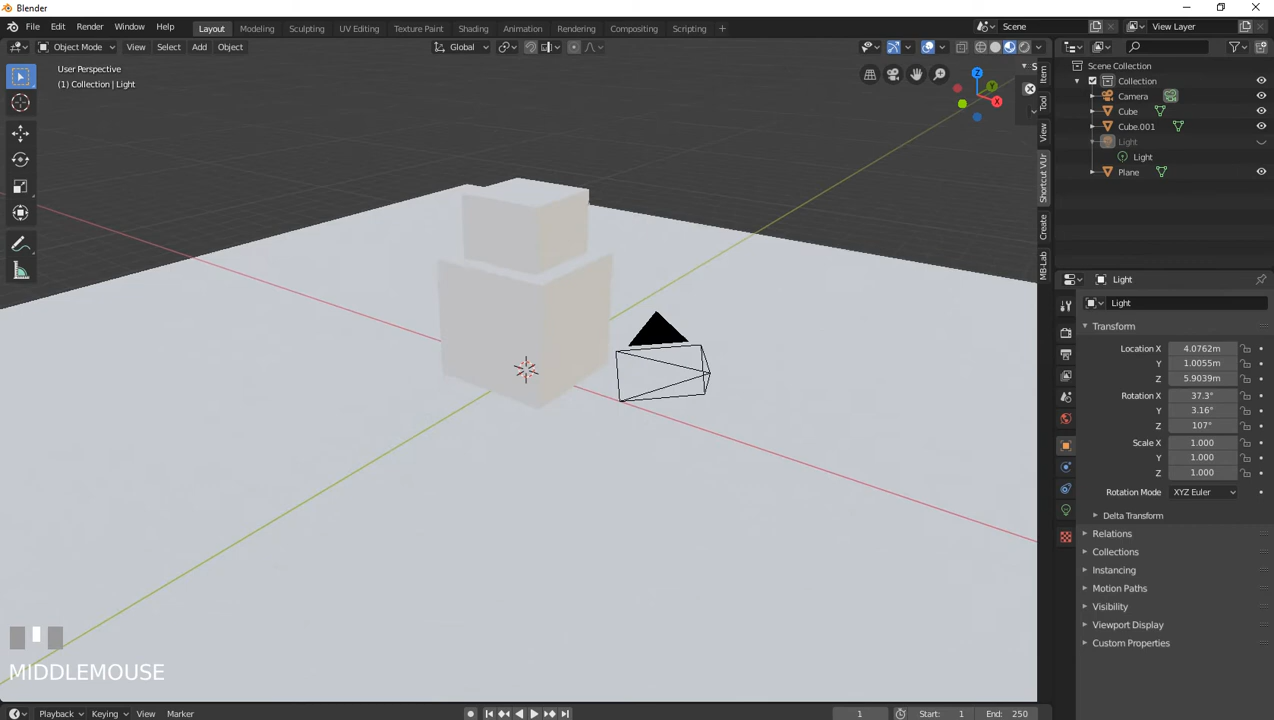 Blender
File Edit Render Window Help Layout Modeling Sculpting UV Editing Texture Paint Shading Animation Rendering Compositing Scripting + Scene View Layer
Object Mode View Select Add Object Global
User Perspective
(1) Collection | Light
Z
Y
X
S
Item
Tool
View
Shortcut VUr
Create
MB-Lab
Scene Collection
Collection
Camera
Cube
Cube.001
Light
Light
Plane
Light
Light
Transform
Location X 4.0762m
Y 1.0055m
Z 5.9039m
Rotation X 37.3°
Y 3.16°
Z 107°
Scale X 1.000
Y 1.000
Z 1.000
Rotation Mode XYZ Euler
Delta Transform
Relations
Collections
Instancing
Motion Paths
Visibility
Viewport Display
Custom Properties
MIDDLEMOUSE
Playback Keying View Marker 1 Start: 1 End: 250